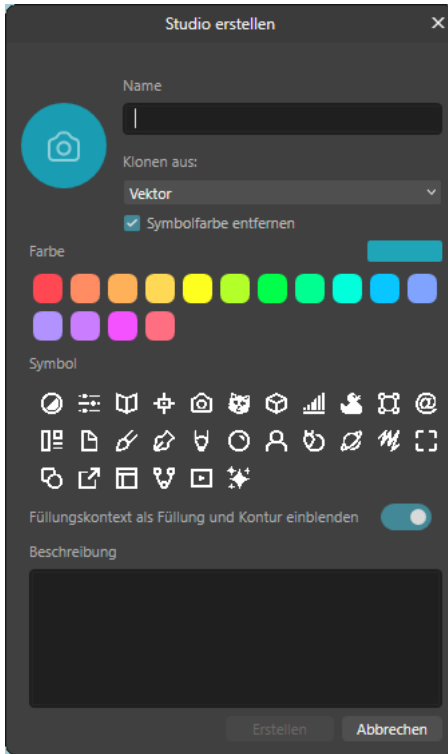 Studio erstellen
Name
Klonen aus:
Vektor
Symbolfarbe entfernen
Farbe
Symbol
Füllungskontext als Füllung und Kontur einblenden
Beschreibung
Erstellen
Abbrechen